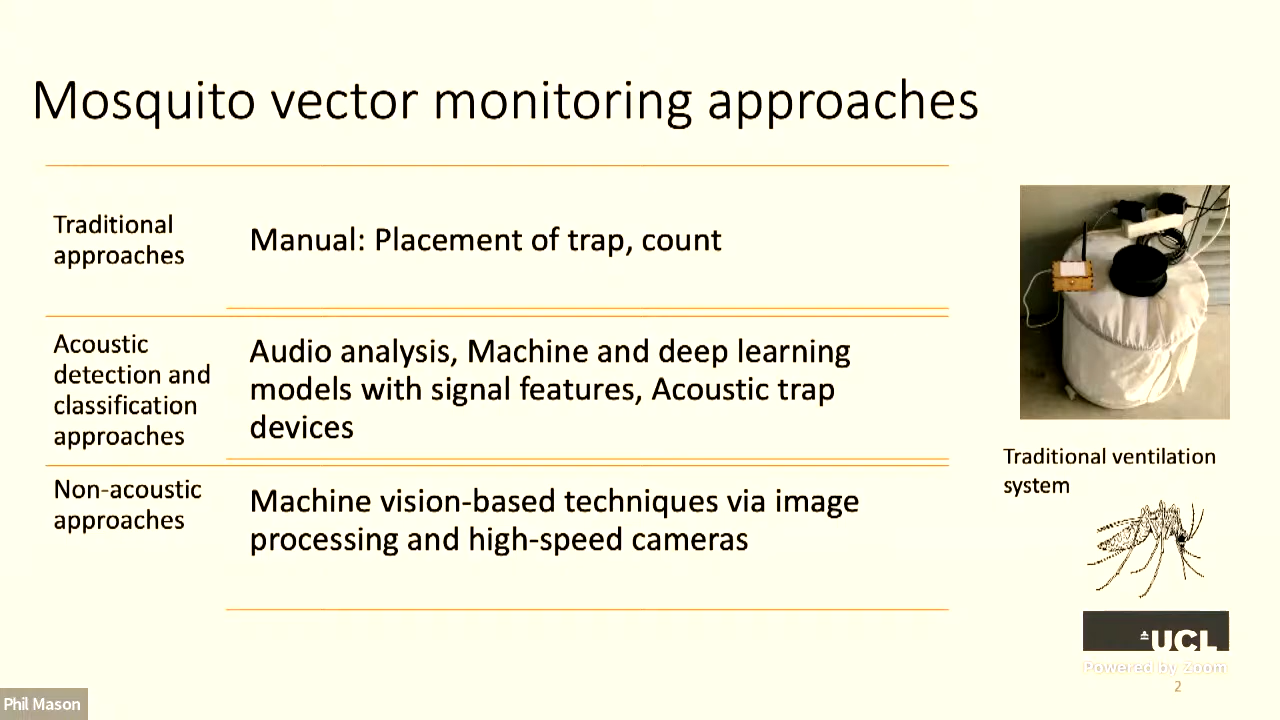 Mosquito vector monitoring approaches
Traditional
approaches
Manual: Placement of trap, count
Acoustic
detection and
classification
approaches
Audio analysis, Machine and deep learning
models with signal features, Acoustic trap
devices
Non-acoustic
approaches
Machine vision-based techniques via image
processing and high-speed cameras
Traditional ventilation
system
UCL
Powered by Zoom
2
Phil Mason